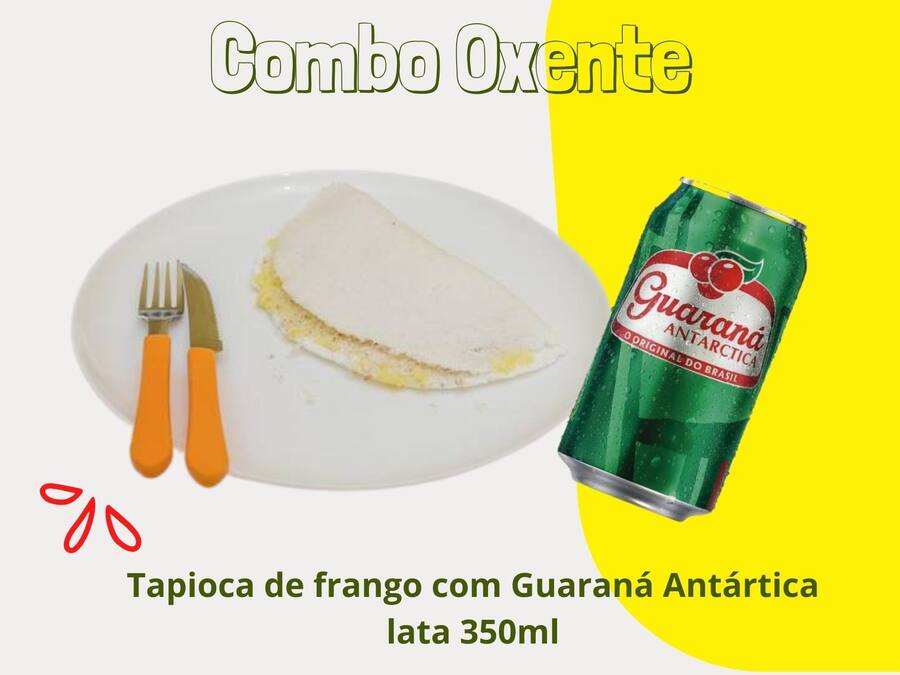 Combo Oxente
Guaraná
ANTARCTICA
O ORIGINAL DO BRASIL
Tapioca de frango com Guaraná Antártica
lata 350ml